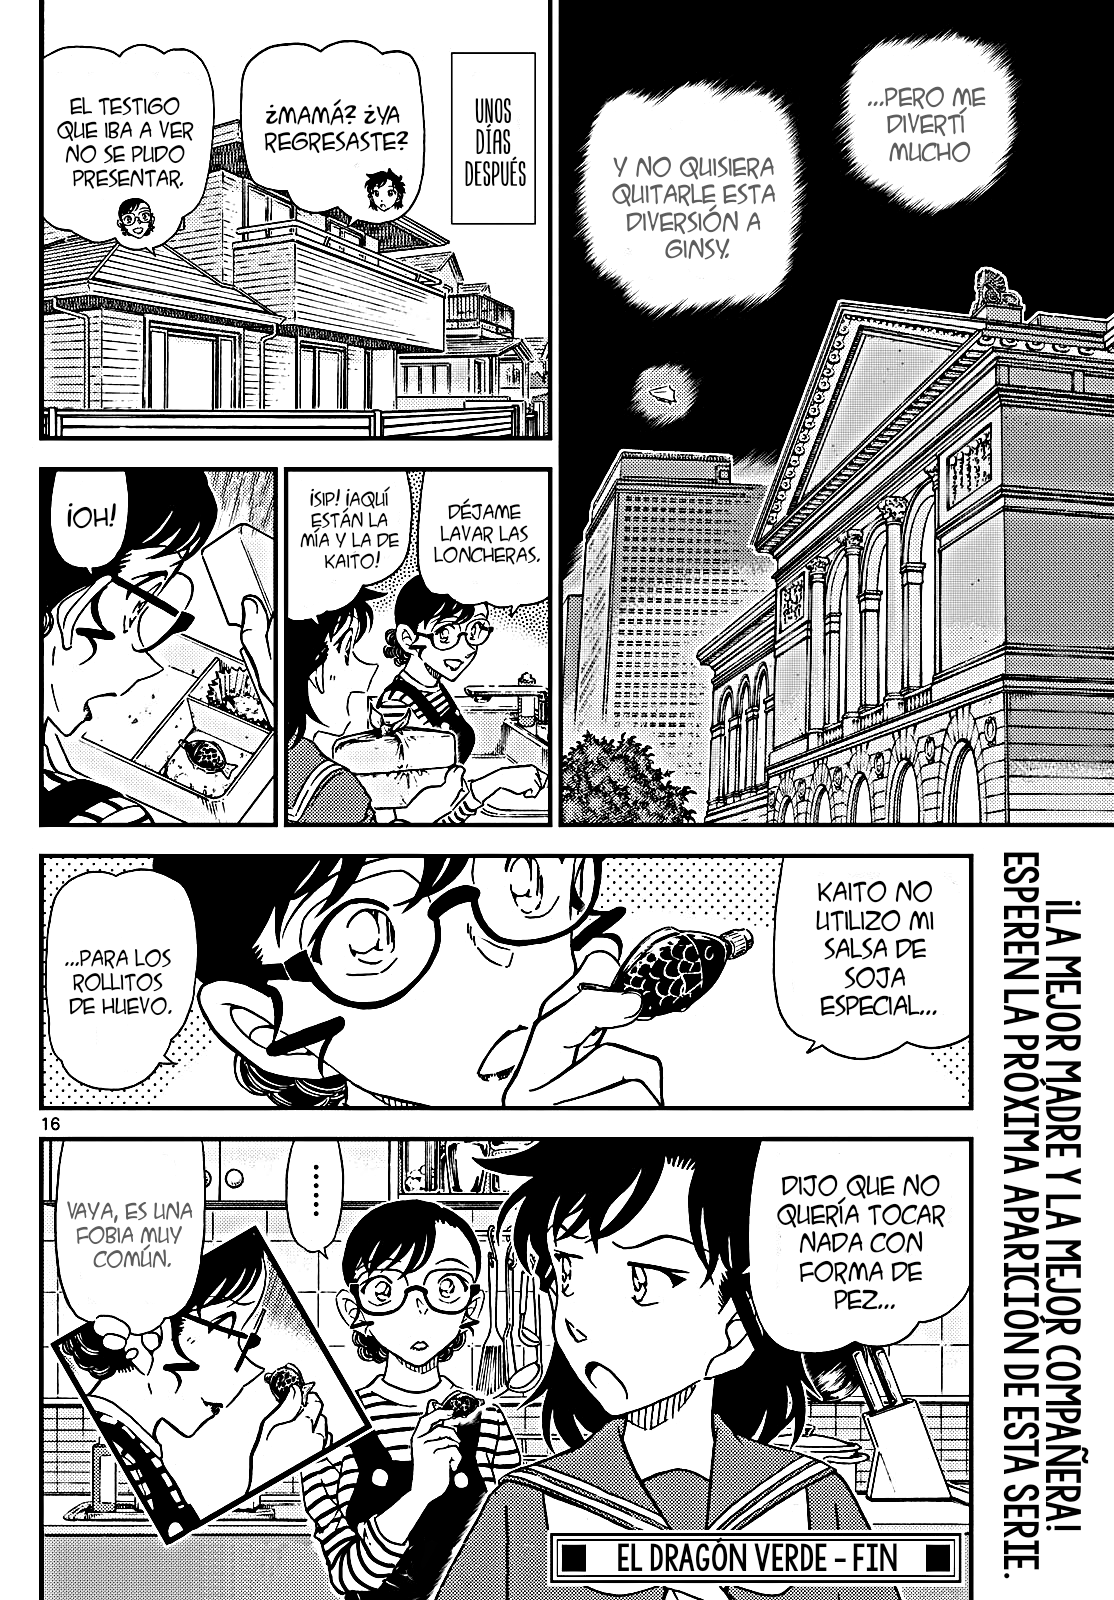 ...PERO ME
DIVERTÍ
MUCHO
Y NO QUISIERA
QUITARLE ESTA
DIVERSIÓN A
GINSY.
UNOS
DÍAS
DESPUÉS
¿MAMÁ? ¿YA
REGRESASTE?
EL TESTIGO
QUE IBA A VER
NO SE PUDO
PRESENTAR.
DÉJAME
LAVAR LAS
LONCHERAS.
¡SIP! ¡AQUÍ
ESTÁN LA
MÍA Y LA DE
KAITO!
¡OH!
KAITO NO
UTILIZO MI
SALSA DE
SOJA
ESPECIAL...
...PARA LOS
ROLLITOS
DE HUEVO.
16
DIJO QUE NO
QUERÍA TOCAR
NADA CON
FORMA DE
PEZ...
......
VAYA, ES UNA
FOBIA MUY
COMÚN.
EL DRAGÓN VERDE - FIN
¡LA MEJOR MADRE Y LA MEJOR COMPAÑERA!
ESPEREN LA PRÓXIMA APARICIÓN DE ESTA SERIE.